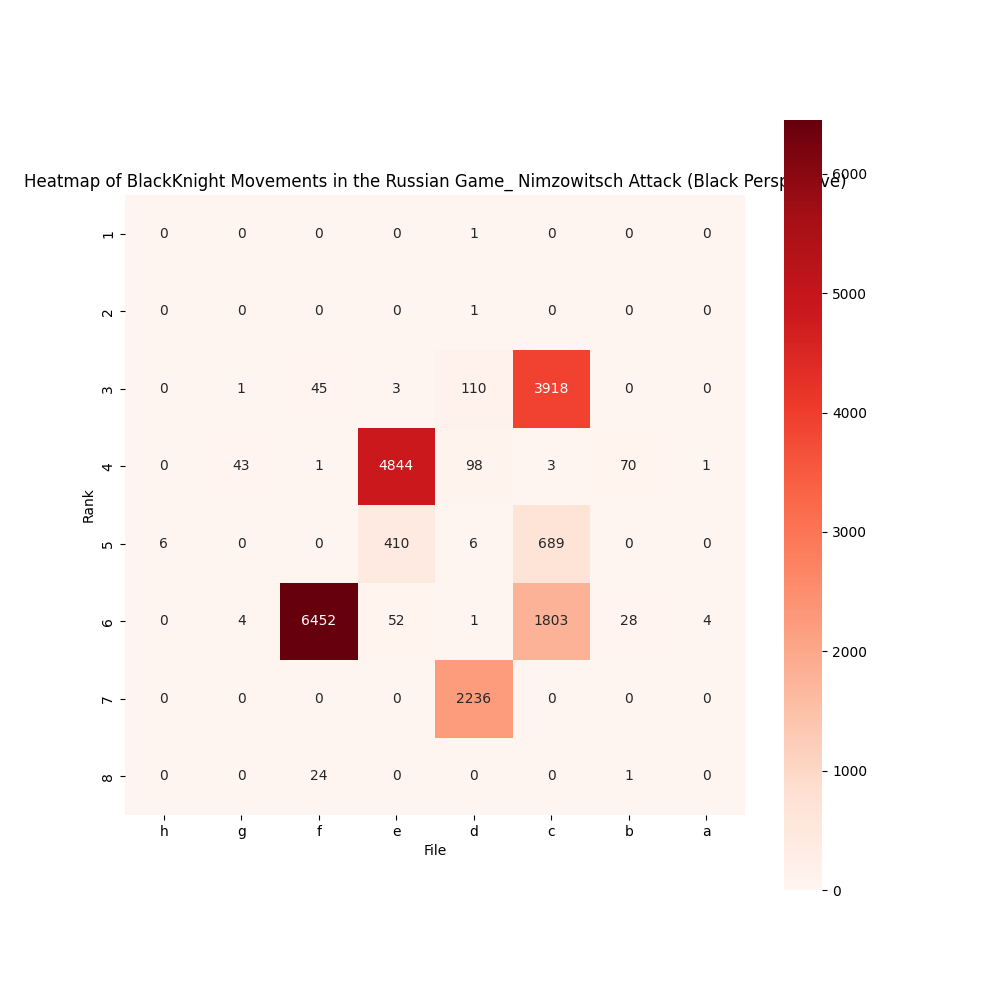 Heatmap of BlackKnight Movements in the Russian Game_ Nimzowitsch Attack (Black Perspective)
6000
1 0 0 0 0 1 0 0 0
5000
2 0 0 0 0 1 0 0 0
3 0 1 45 3 110 3918 0 0
4000
4 0 43 1 4844 98 3 70 1
Rank
3000
5 6 0 0 410 6 689 0 0
6 0 4 6452 52 1 1803 28 4
2000
7 0 0 0 0 2236 0 0 0
1000
8 0 0 24 0 0 0 1 0
h g f e d c b a
File
0